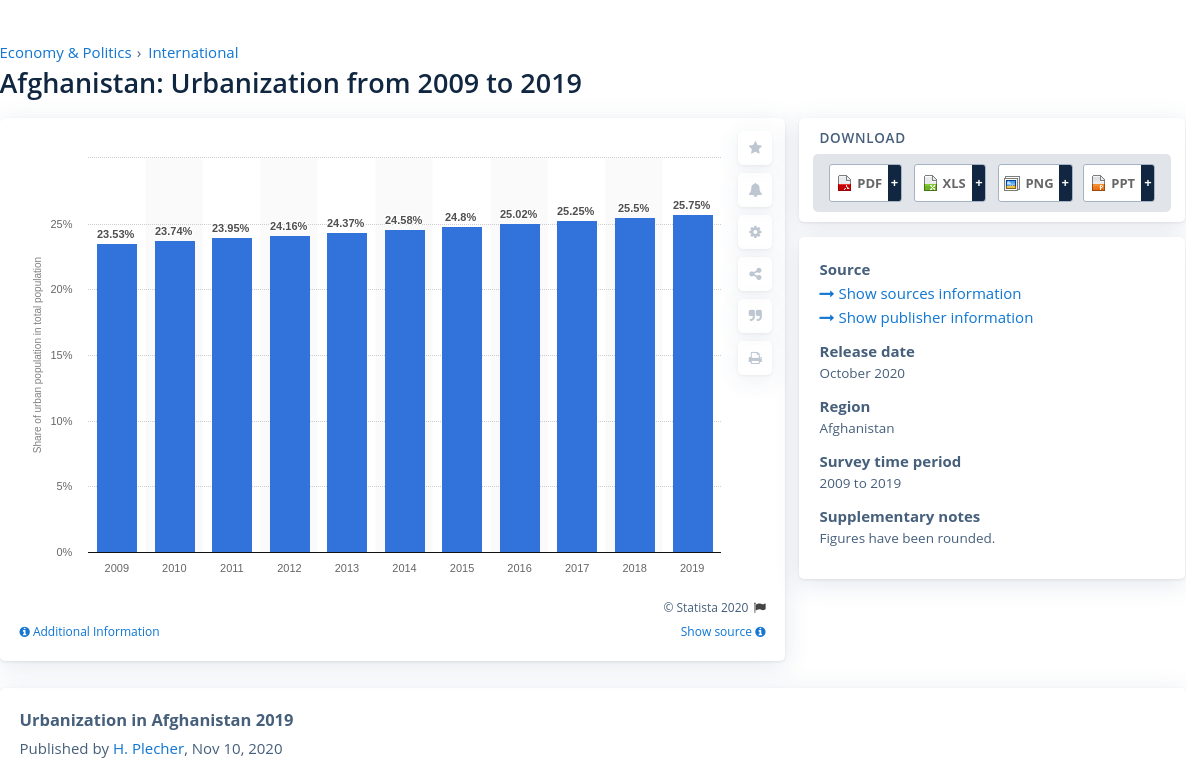 Economy & Politics › International
Afghanistan: Urbanization from 2009 to 2019
Share of urban population in total population
25%
20%
15%
10%
5%
0%
23.53% 23.74% 23.95% 24.16% 24.37% 24.58% 24.8% 25.02% 25.25% 25.5% 25.75%
2009 2010 2011 2012 2013 2014 2015 2016 2017 2018 2019
© Statista 2020
Additional Information
Show source
DOWNLOAD
PDF + XLS + PNG + PPT +
Source
Show sources information
Show publisher information
Release date
October 2020
Region
Afghanistan
Survey time period
2009 to 2019
Supplementary notes
Figures have been rounded.
Urbanization in Afghanistan 2019
Published by H. Plecher, Nov 10, 2020